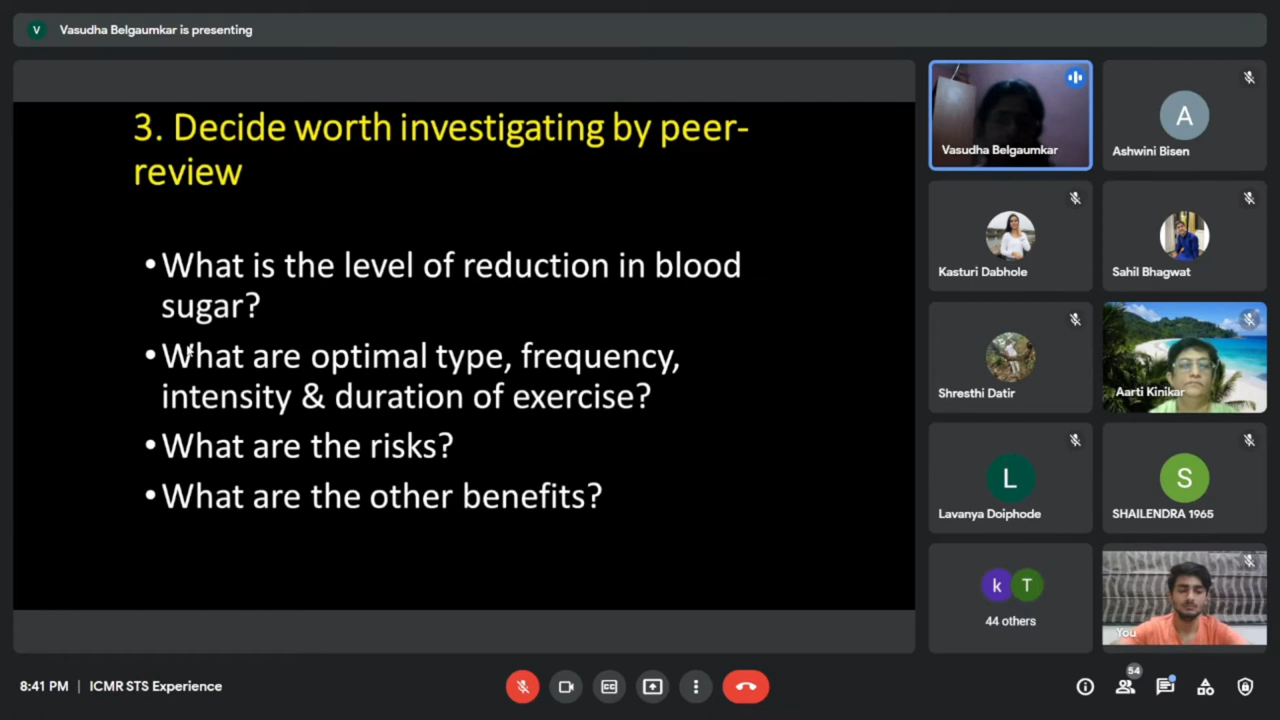 V Vasudha Belgaumkar is presenting
3. Decide worth investigating by peer-
review
•What is the level of reduction in blood
sugar?
•What are optimal type, frequency,
intensity & duration of exercise?
•What are the risks?
•What are the other benefits?
Vasudha Belgaumkar
A
Ashwini Bisen
Kasturi Dabhole
Sahil Bhagwat
Shresthi Datir
Aarti Kinikar
L
Lavanya Doiphode
S
SHAILENDRA 1965
k T
44 others
You
8:41 PM | ICMR STS Experience
CC
54